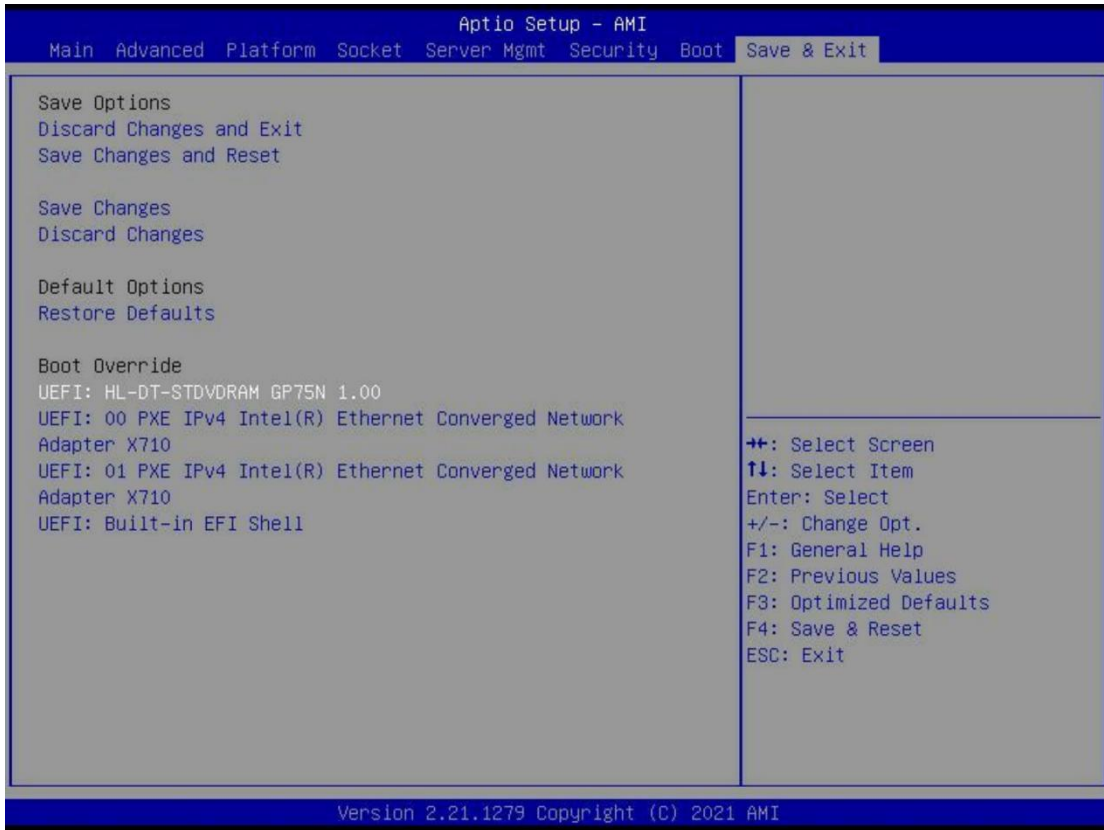 Aptio Setup – AMI
Main Advanced Platform Socket Server Mgmt Security Boot Save & Exit
Save Options
Discard Changes and Exit
Save Changes and Reset
Save Changes
Discard Changes
Default Options
Restore Defaults
Boot Override
UEFI: HL-DT-STDVDRAM GP75N 1.00
UEFI: 00 PXE IPv4 Intel(R) Ethernet Converged Network
Adapter X710
UEFI: 01 PXE IPv4 Intel(R) Ethernet Converged Network
Adapter X710
UEFI: Built-in EFI Shell
→←: Select Screen
↑↓: Select Item
Enter: Select
+/-: Change Opt.
F1: General Help
F2: Previous Values
F3: Optimized Defaults
F4: Save & Reset
ESC: Exit
Version 2.21.1279 Copyright (C) 2021 AMI